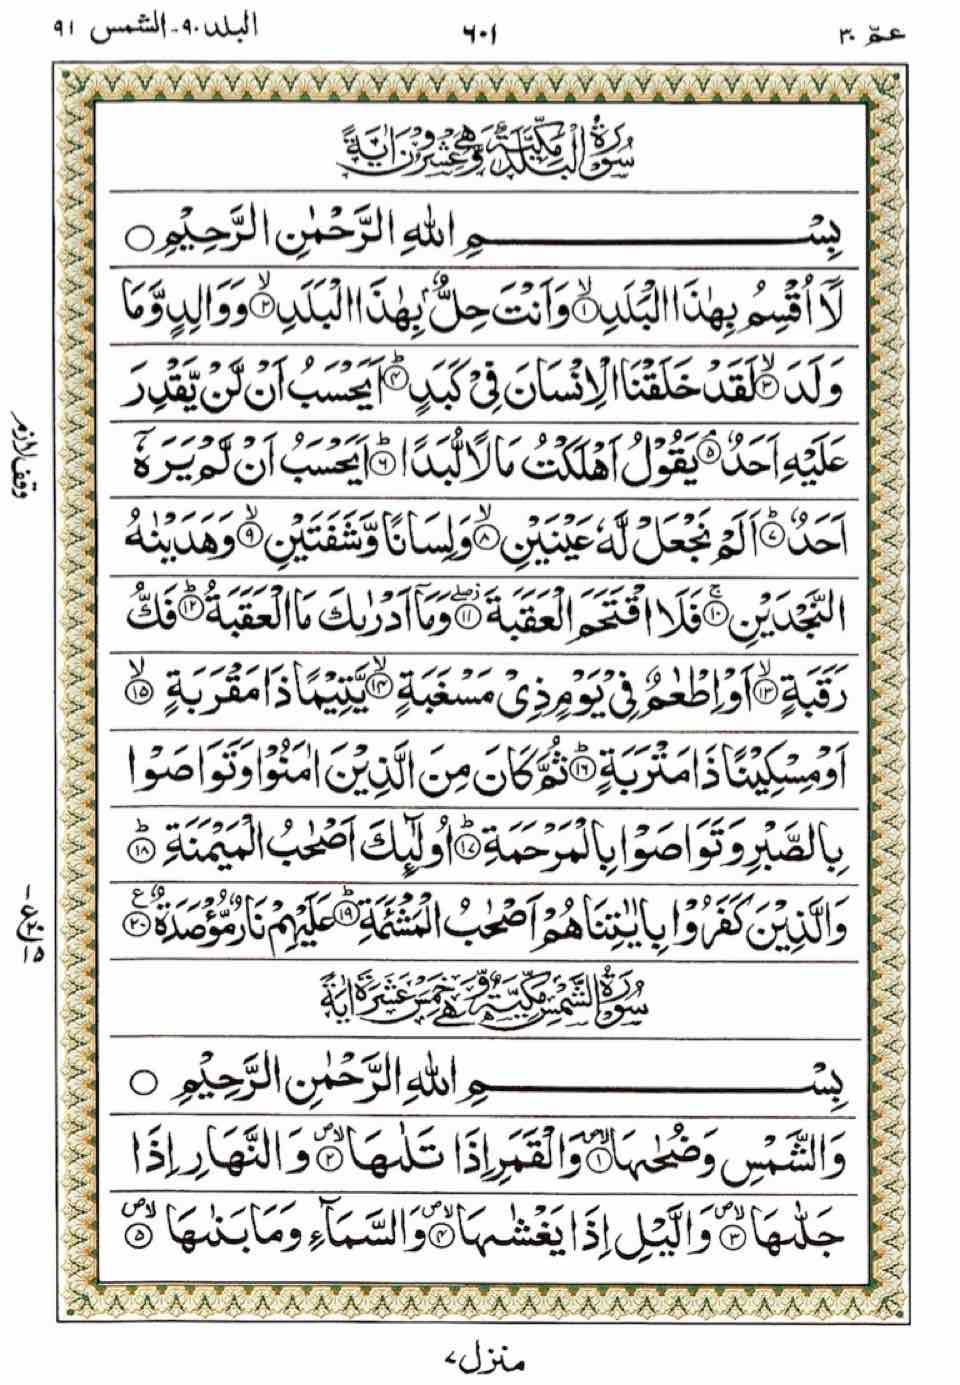 عمّ ٣٠
٦٠١
البلد ٩٠ - الشمس ٩١
سُوْرَةُ الْبَلَدِ مَكِّيَّةٌ وَّهِیَ عِشْرُوْنَ اٰيَةً
بِسْـــــــــمِ اللّٰهِ الرَّحْمٰنِ الرَّحِيْمِ ○
لَاۤ اُقْسِمُ بِهٰذَا الْبَلَدِ ۙ﴿١﴾ وَاَنْتَ حِلٌّۢ بِهٰذَا الْبَلَدِ ۙ﴿٢﴾ وَوَالِدٍ وَّمَا
وَلَدَ ۙ﴿٣﴾ لَقَدْ خَلَقْنَا الْاِنْسَانَ فِیْ كَبَدٍ ؕ﴿٤﴾ اَيَحْسَبُ اَنْ لَّنْ يَّقْدِرَ
عَلَيْهِ اَحَدٌ ۘ﴿٥﴾ يَقُوْلُ اَهْلَكْتُ مَالًا لُّبَدًا ؕ﴿٦﴾ اَيَحْسَبُ اَنْ لَّمْ يَرَهٗۤ
وقف لازم
اَحَدٌ ؕ﴿٧﴾ اَلَمْ نَجْعَلْ لَّهٗ عَيْنَيْنِ ۙ﴿٨﴾ وَلِسَانًا وَّشَفَتَيْنِ ۙ﴿٩﴾ وَهَدَيْنٰهُ
النَّجْدَيْنِ ۚ﴿١٠﴾ فَلَا اقْتَحَمَ الْعَقَبَةَ ﴿١١﴾ وَمَاۤ اَدْرٰىكَ مَا الْعَقَبَةُ ؕ﴿١٢﴾ فَكُّ
رَقَبَةٍ ۙ﴿١٣﴾ اَوْ اِطْعٰمٌ فِیْ يَوْمٍ ذِیْ مَسْغَبَةٍ ۙ﴿١٤﴾ يَّتِيْمًا ذَا مَقْرَبَةٍ ۙ﴿١٥﴾
اَوْ مِسْكِيْنًا ذَا مَتْرَبَةٍ ؕ﴿١٦﴾ ثُمَّ كَانَ مِنَ الَّذِيْنَ اٰمَنُوْا وَتَوَاصَوْا
بِالصَّبْرِ وَتَوَاصَوْا بِالْمَرْحَمَةِ ؕ﴿١٧﴾ اُولٰٓئِكَ اَصْحٰبُ الْمَيْمَنَةِ ؕ﴿١٨﴾
وَالَّذِيْنَ كَفَرُوْا بِاٰيٰتِنَا هُمْ اَصْحٰبُ الْمَشْـَٔمَةِ ؕ﴿١٩﴾ عَلَيْهِمْ نَارٌ مُّؤْصَدَةٌ ﴿٢٠﴾ ع
١
ع ٢٠
١٥
سُوْرَةُ الشَّمْسِ مَكِّيَّةٌ وَّهِیَ خَمْسَ عَشْرَةَ اٰيَةً
بِسْـــــــــمِ اللّٰهِ الرَّحْمٰنِ الرَّحِيْمِ ○
وَالشَّمْسِ وَضُحٰىهَا ﴿١﴾ وَالْقَمَرِ اِذَا تَلٰىهَا ﴿٢﴾ وَالنَّهَارِ اِذَا
جَلّٰىهَا ﴿٣﴾ وَالَّيْلِ اِذَا يَغْشٰىهَا ﴿٤﴾ وَالسَّمَآءِ وَمَا بَنٰىهَا ﴿٥﴾
منزل ٧